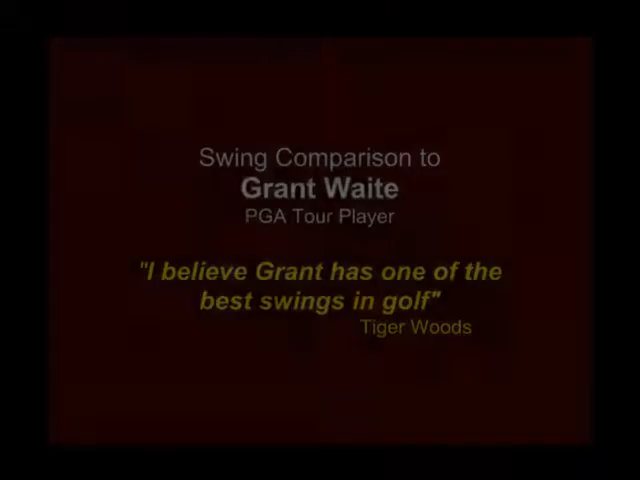 Swing Comparison to
Grant Waite
PGA Tour Player
"I believe Grant has one of the
best swings in golf"
Tiger Woods